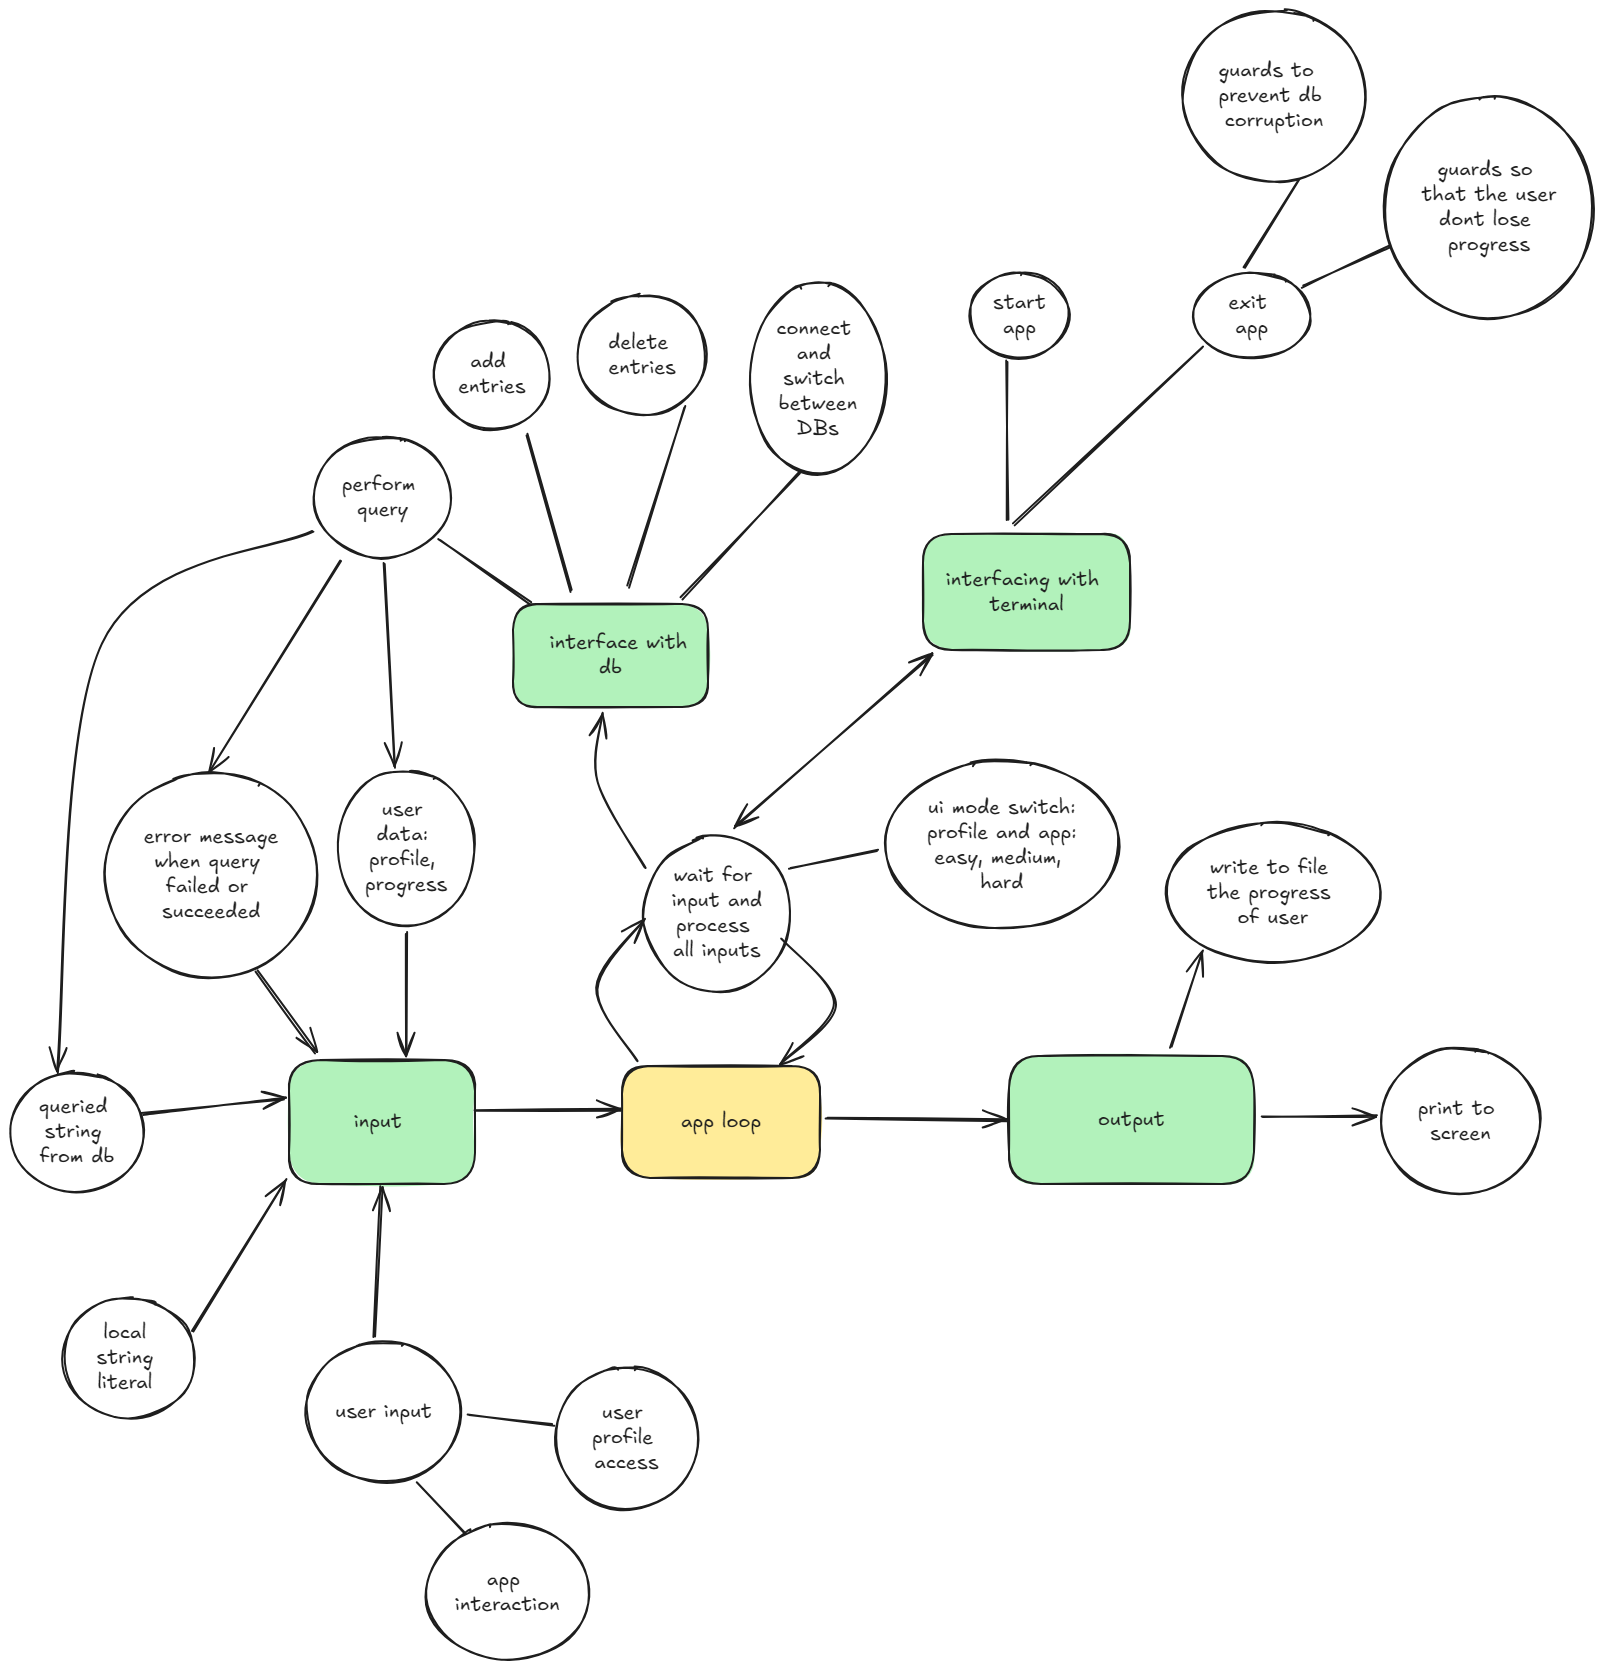 guards to
prevent db
corruption
guards so
that the user
dont lose
progress
start
app
exit
app
add
entries
delete
entries
connect
and
switch
between
DBs
perform
query
interface with
db
interfacing with
terminal
error message
when query
failed or
succeeded
user
data:
profile,
progress
wait for
input and
process
all inputs
ui mode switch:
profile and app:
easy, medium,
hard
write to file
the progress
of user
queried
string
from db
input
app loop
output
print to
screen
local
string
literal
user input
user
profile
access
app
interaction